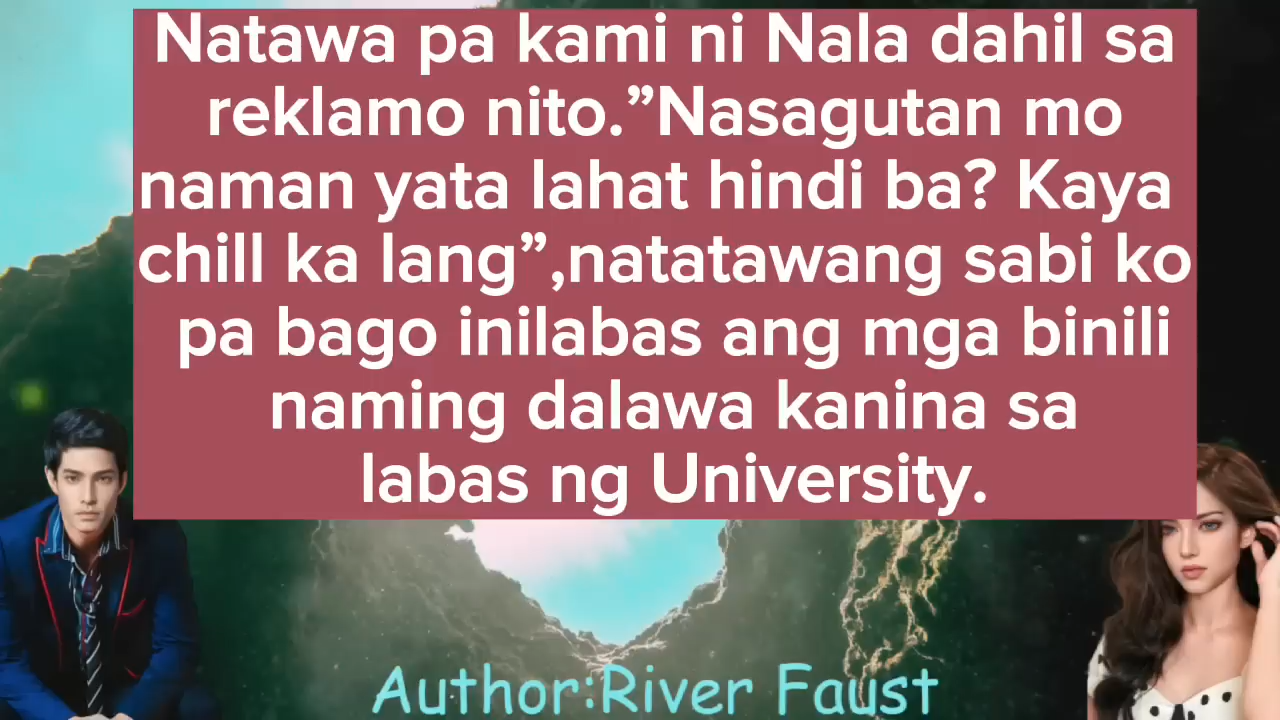 Natawa pa kami ni Nala dahil sa
reklamo nito.”Nasagutan mo
naman yata lahat hindi ba? Kaya
chill ka lang”,natatawang sabi ko
pa bago inilabas ang mga binili
naming dalawa kanina sa
labas ng University.
Author:River Faust